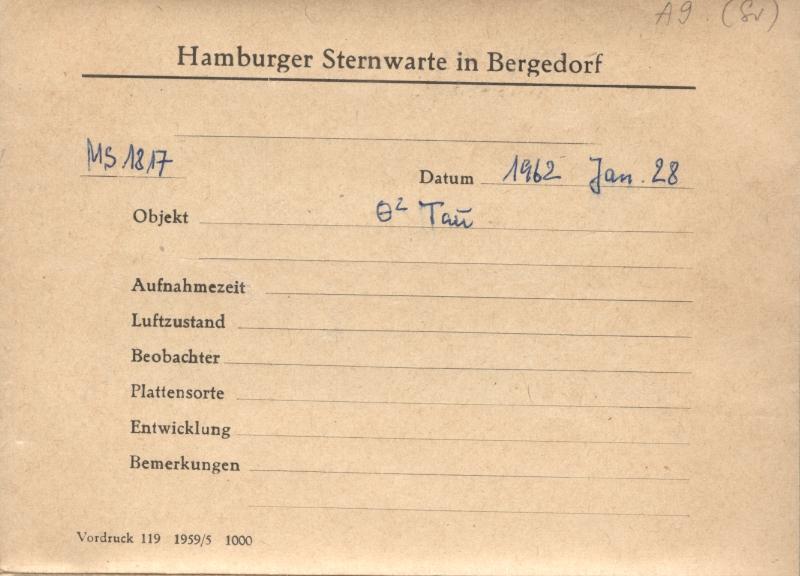 A9 (Sv)
Hamburger Sternwarte in Bergedorf
MS 1817
Datum 1962 Jan. 28
Objekt θ² Tau
Aufnahmezeit
Luftzustand
Beobachter
Plattensorte
Entwicklung
Bemerkungen
Vordruck 119 1959/5 1000